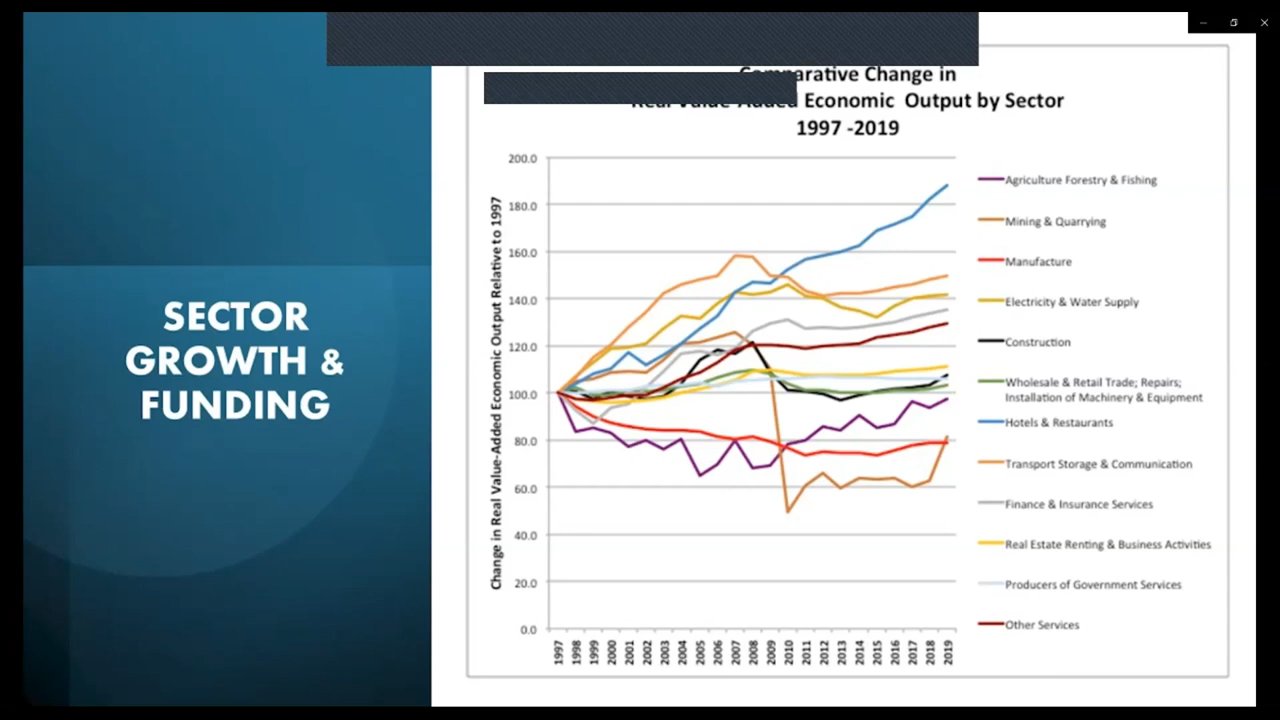 SECTOR
GROWTH &
FUNDING
Comparative Change in
Real Value-Added Economic Output by Sector
1997 -2019
Change in Real Value-Added Economic Output Relative to 1997
200.0
180.0
160.0
140.0
120.0
100.0
80.0
60.0
40.0
20.0
0.0
1997
1998
1999
2000
2001
2002
2003
2004
2005
2006
2007
2008
2009
2010
2011
2012
2013
2014
2015
2016
2017
2018
2019
Agriculture Forestry & Fishing
Mining & Quarrying
Manufacture
Electricity & Water Supply
Construction
Wholesale & Retail Trade; Repairs;
Installation of Machinery & Equipment
Hotels & Restaurants
Transport Storage & Communication
Finance & Insurance Services
Real Estate Renting & Business Activities
Producers of Government Services
Other Services